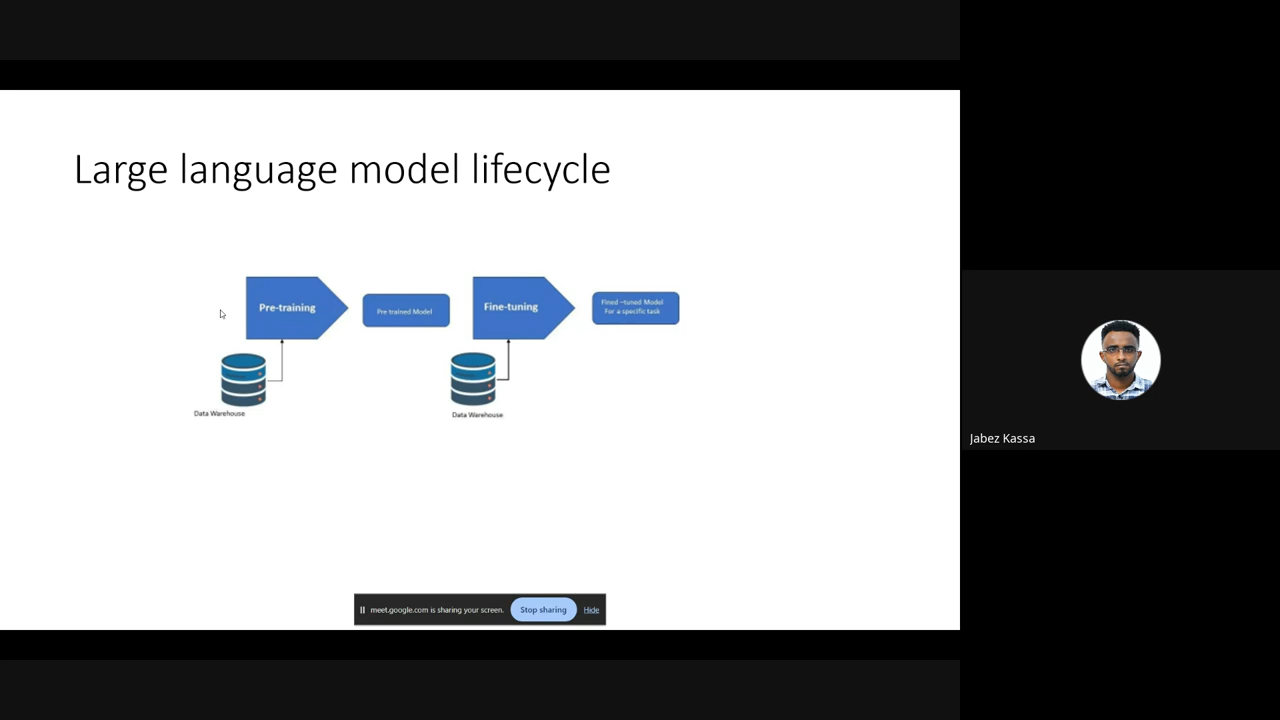 Large language model lifecycle
Pre-training
Pre trained Model
Fine-tuning
Fined –tuned Model
For a specific task
Data Warehouse
Data Warehouse
meet.google.com is sharing your screen.
Stop sharing
Hide
Jabez Kassa